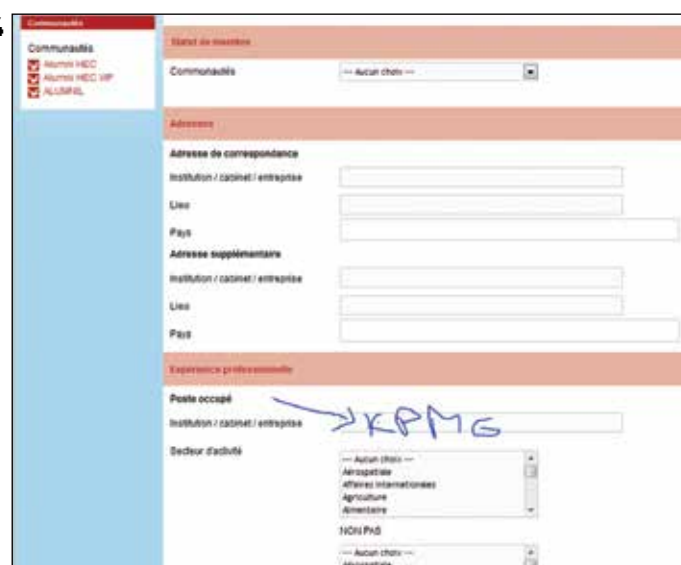 Communautés
Communautés
Alumni HEC
Alumni HEC VIP
ALUMNIL
Statut de membre
Communautés
--- Aucun choix ---
Adresses
Adresse de correspondance
Institution / cabinet / entreprise
Lieu
Pays
Adresse supplémentaire
Institution / cabinet / entreprise
Lieu
Pays
Expérience professionnelle
Poste occupé
Institution / cabinet / entreprise
KPMG
Secteur d'activité
--- Aucun choix ---
Aérospatiale
Affaires internationales
Agriculture
Alimentaire
NON PAS
--- Aucun choix ---
Aérospatiale